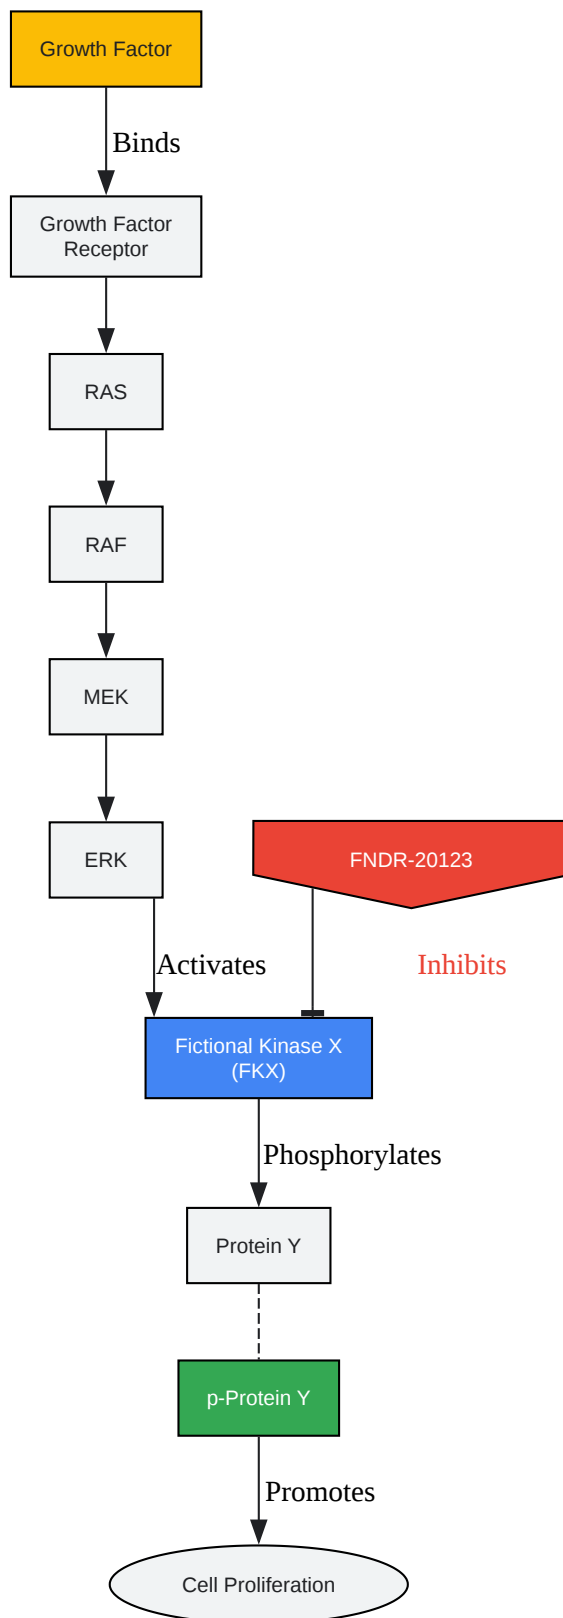 Growth Factor
Binds
Growth Factor
Receptor
RAS
RAF
MEK
ERK
FNDR-20123
Activates
Inhibits
Fictional Kinase X
(FKX)
Phosphorylates
Protein Y
p-Protein Y
Promotes
Cell Proliferation